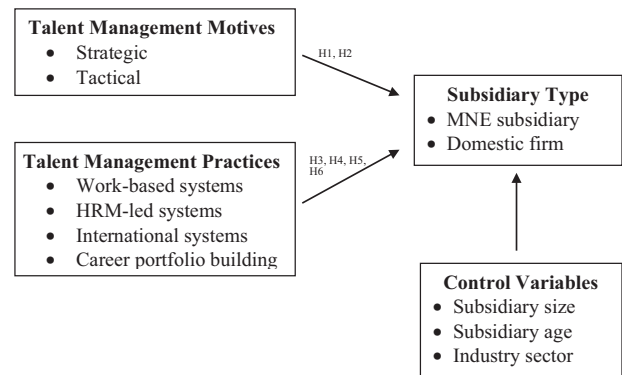 Talent Management Motives
• Strategic
• Tactical
H1, H2
Subsidiary Type
• MNE subsidiary
• Domestic firm
Talent Management Practices
• Work-based systems
• HRM-led systems
• International systems
• Career portfolio building
H3, H4, H5,
H6
Control Variables
• Subsidiary size
• Subsidiary age
• Industry sector